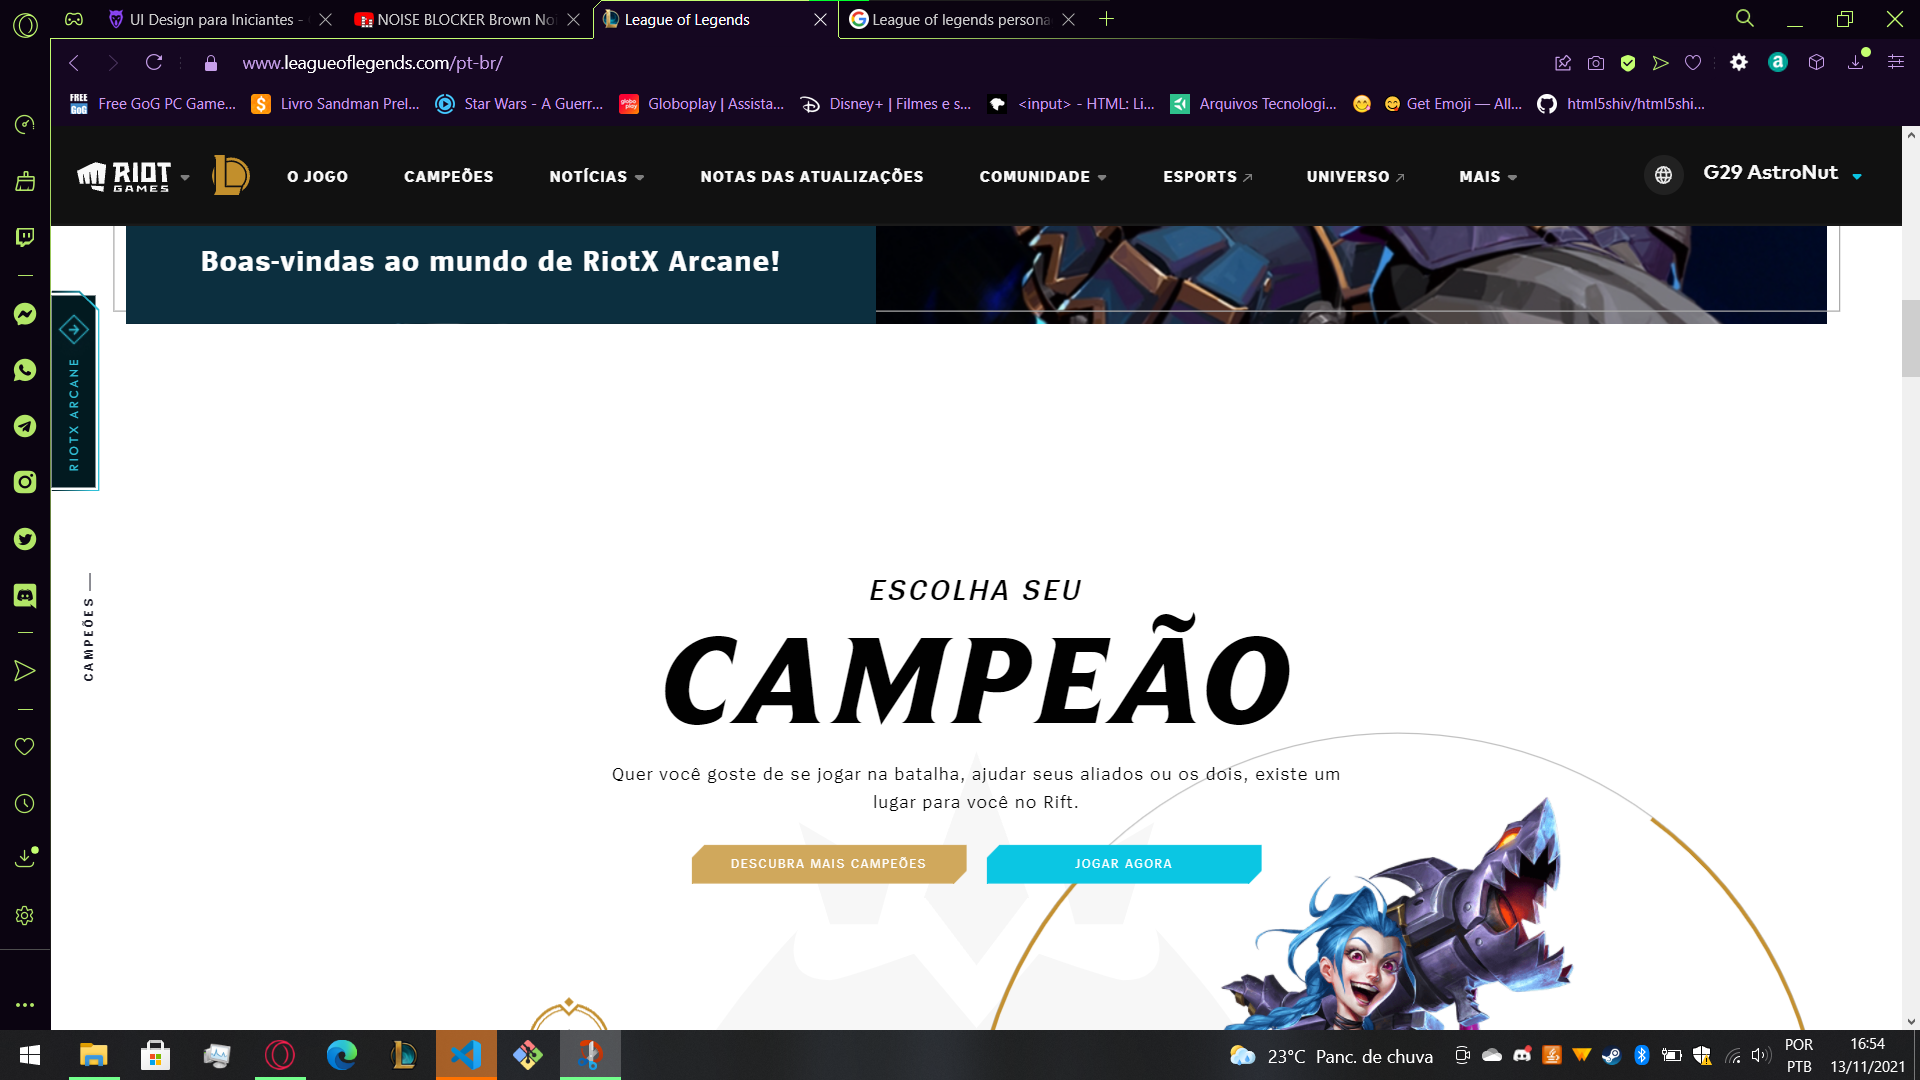 UI Design para Iniciantes -
NOISE BLOCKER Brown Noi
League of Legends
League of legends persona
www.leagueoflegends.com/pt-br/
Free GoG PC Game...
Livro Sandman Prel...
Star Wars - A Guerr...
Globoplay | Assista...
Disney+ | Filmes e s...
<input> - HTML: Li...
Arquivos Tecnologi...
Get Emoji — All...
html5shiv/html5shi...
RIOT GAMES
O JOGO
CAMPEÕES
NOTÍCIAS
NOTAS DAS ATUALIZAÇÕES
COMUNIDADE
ESPORTS
UNIVERSO
MAIS
G29 AstroNut
Boas-vindas ao mundo de RiotX Arcane!
RIOTX ARCANE
CAMPEÕES
ESCOLHA SEU
CAMPEÃO
Quer você goste de se jogar na batalha, ajudar seus aliados ou os dois, existe um
lugar para você no Rift.
DESCUBRA MAIS CAMPEÕES
JOGAR AGORA
23°C Panc. de chuva
POR
PTB
16:54
13/11/2021